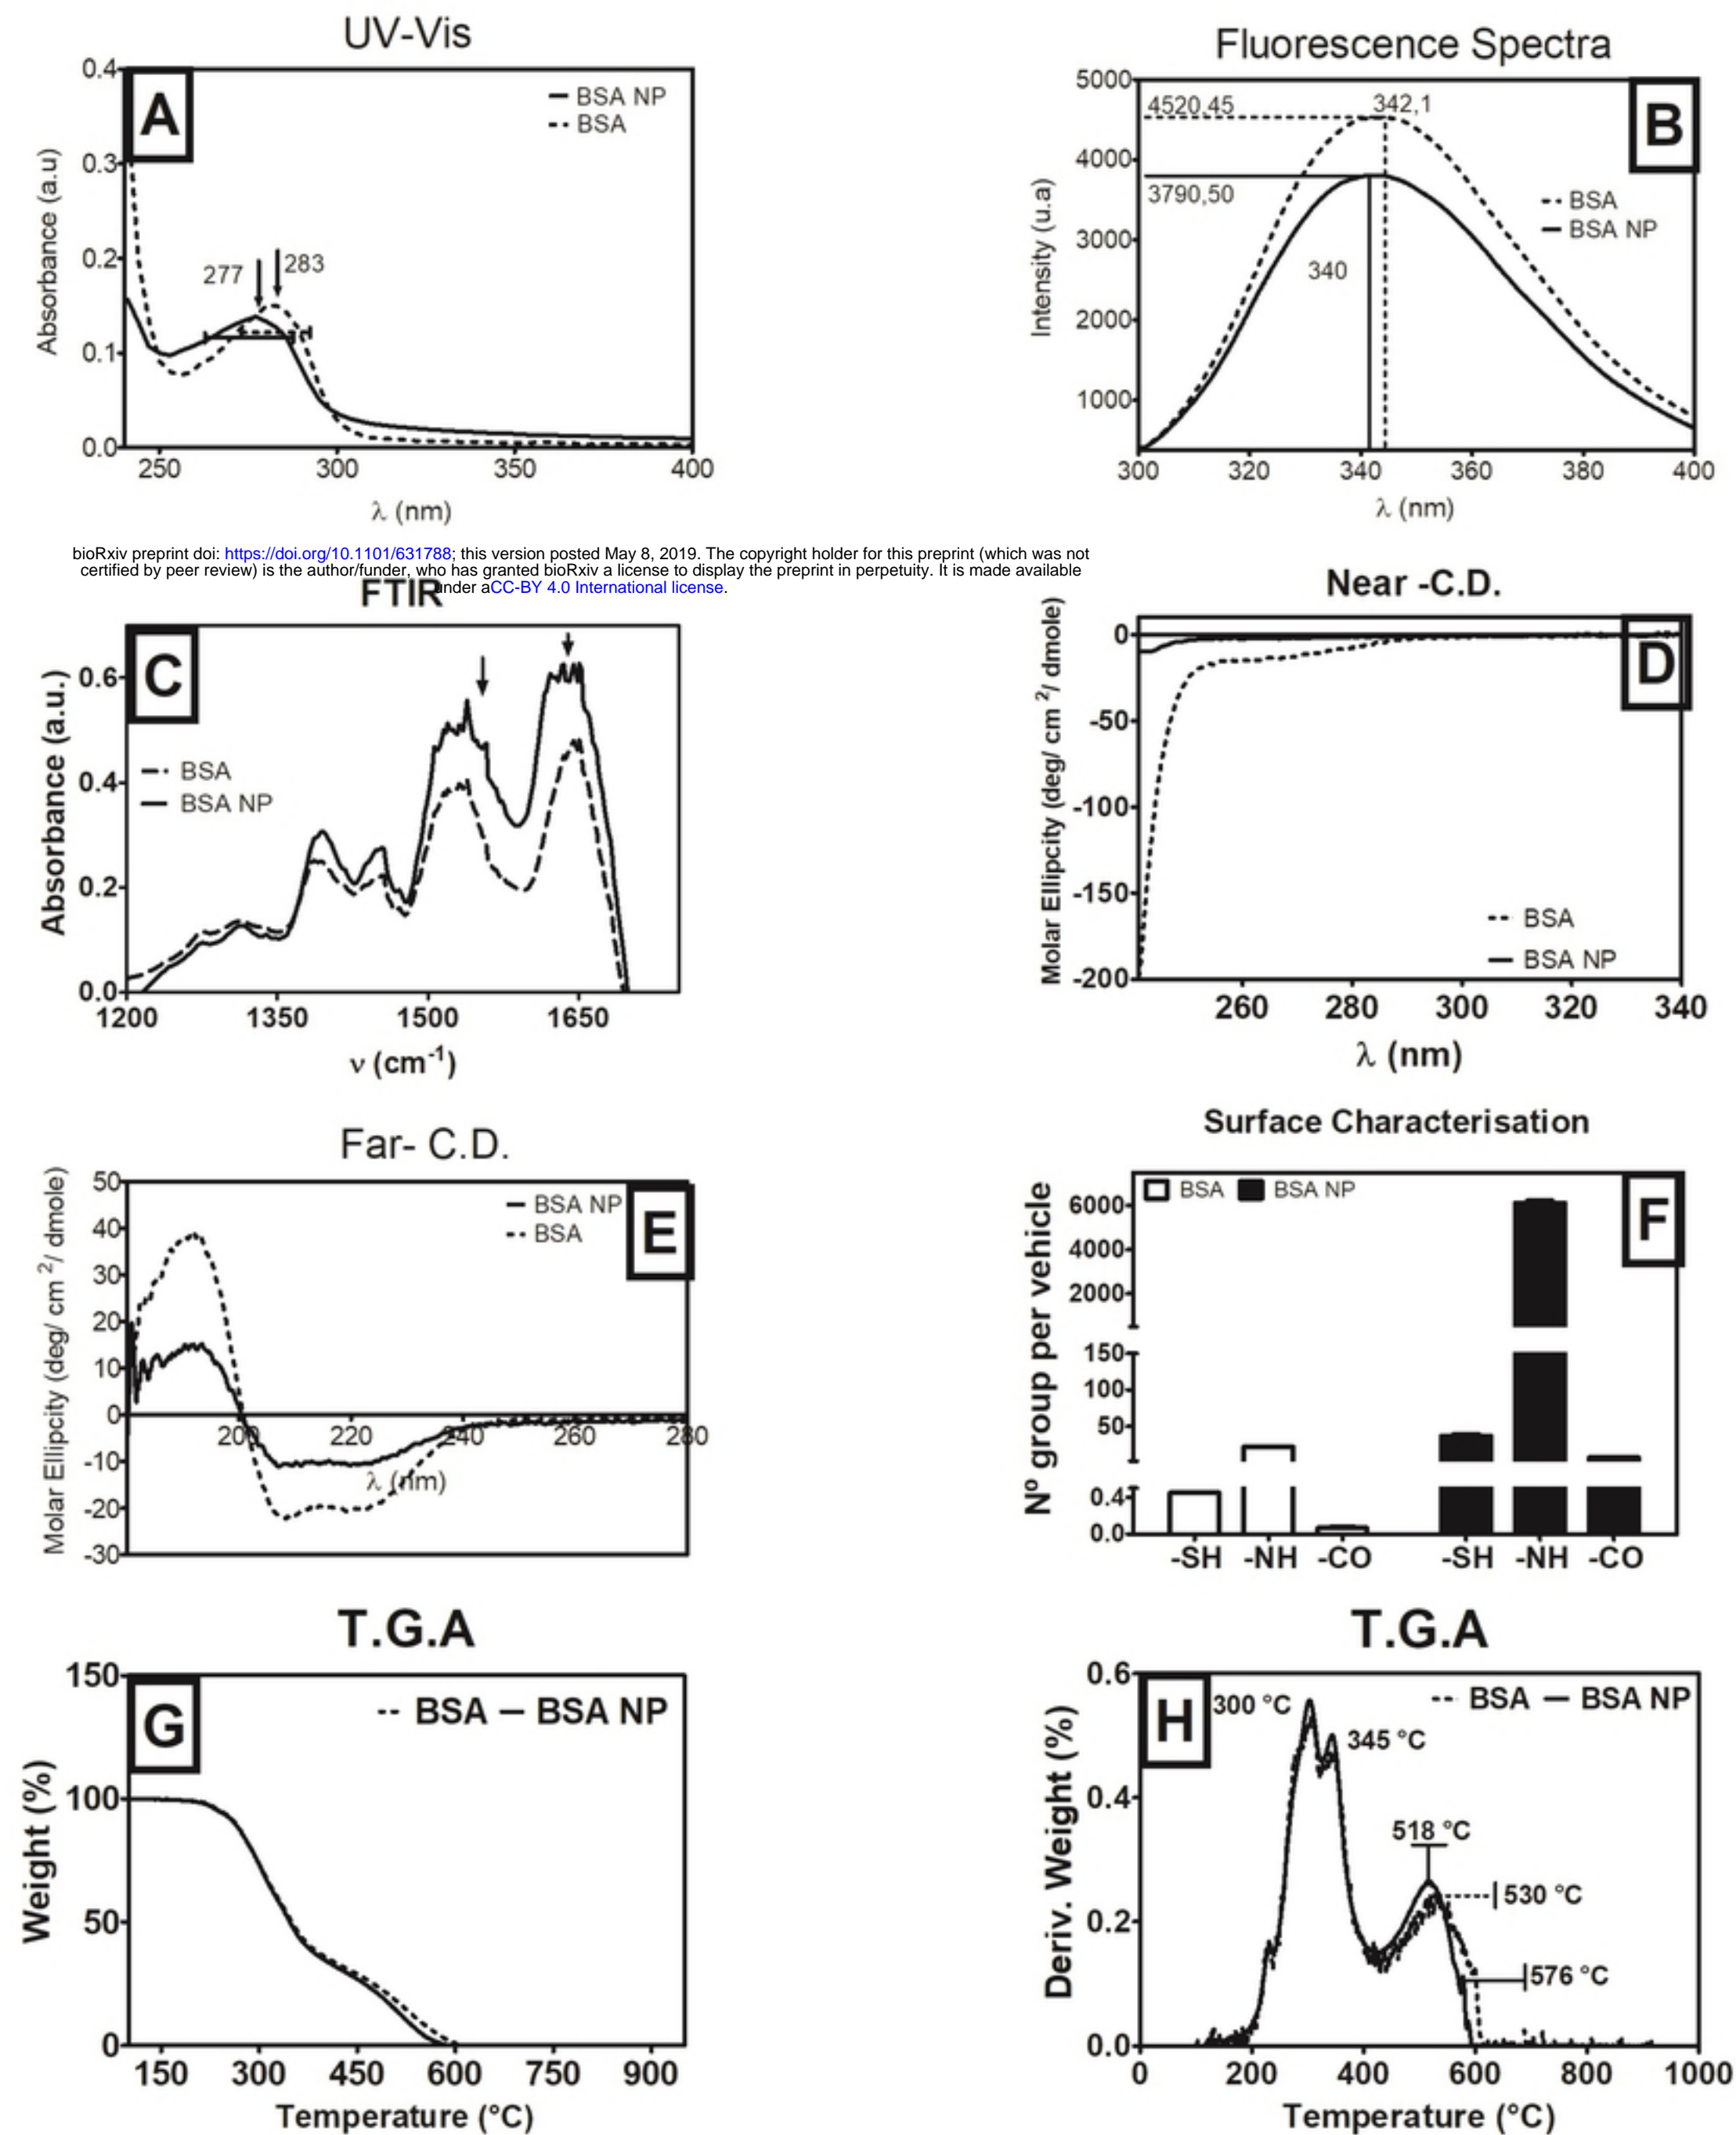 UV-Vis
0.4
A
BSA NP
BSA
0.3
0.2
0.1
0.0
277
283
Absorbance (a.u)
250 300 350 400
λ (nm)
Fluorescence Spectra
5000
4520,45
342,1
B
4000
3790,50
BSA
BSA NP
3000
340
2000
1000
Intensity (u.a)
300 320 340 360 380 400
λ (nm)
bioRxiv preprint doi: https://doi.org/10.1101/631788; this version posted May 8, 2019. The copyright holder for this preprint (which was not
certified by peer review) is the author/funder, who has granted bioRxiv a license to display the preprint in perpetuity. It is made available
under aCC-BY 4.0 International license.
FTIR
C
0.6
0.4
0.2
0.0
BSA
BSA NP
Absorbance (a.u.)
1200 1350 1500 1650
ν (cm-1)
Near -C.D.
D
0
-50
-100
-150
-200
BSA
BSA NP
Molar Ellipcity (deg/ cm 2/ dmole)
260 280 300 320 340
λ (nm)
Far- C.D.
50
40
30
20
10
0
-10
-20
-30
BSA NP
BSA
E
Molar Ellipcity (deg/ cm 2/ dmole)
200 220 240 260 280
λ (nm)
Surface Characterisation
BSA BSA NP
F
6000
4000
2000
150
100
50
0.4
0.0
Nº group per vehicle
-SH -NH -CO -SH -NH -CO
T.G.A
150
G
BSA BSA NP
100
50
0
Weight (%)
150 300 450 600 750 900
Temperature (°C)
T.G.A
0.6
H
300 °C
BSA BSA NP
345 °C
0.4
518 °C
530 °C
0.2
576 °C
0.0
Deriv. Weight (%)
0 200 400 600 800 1000
Temperature (°C)